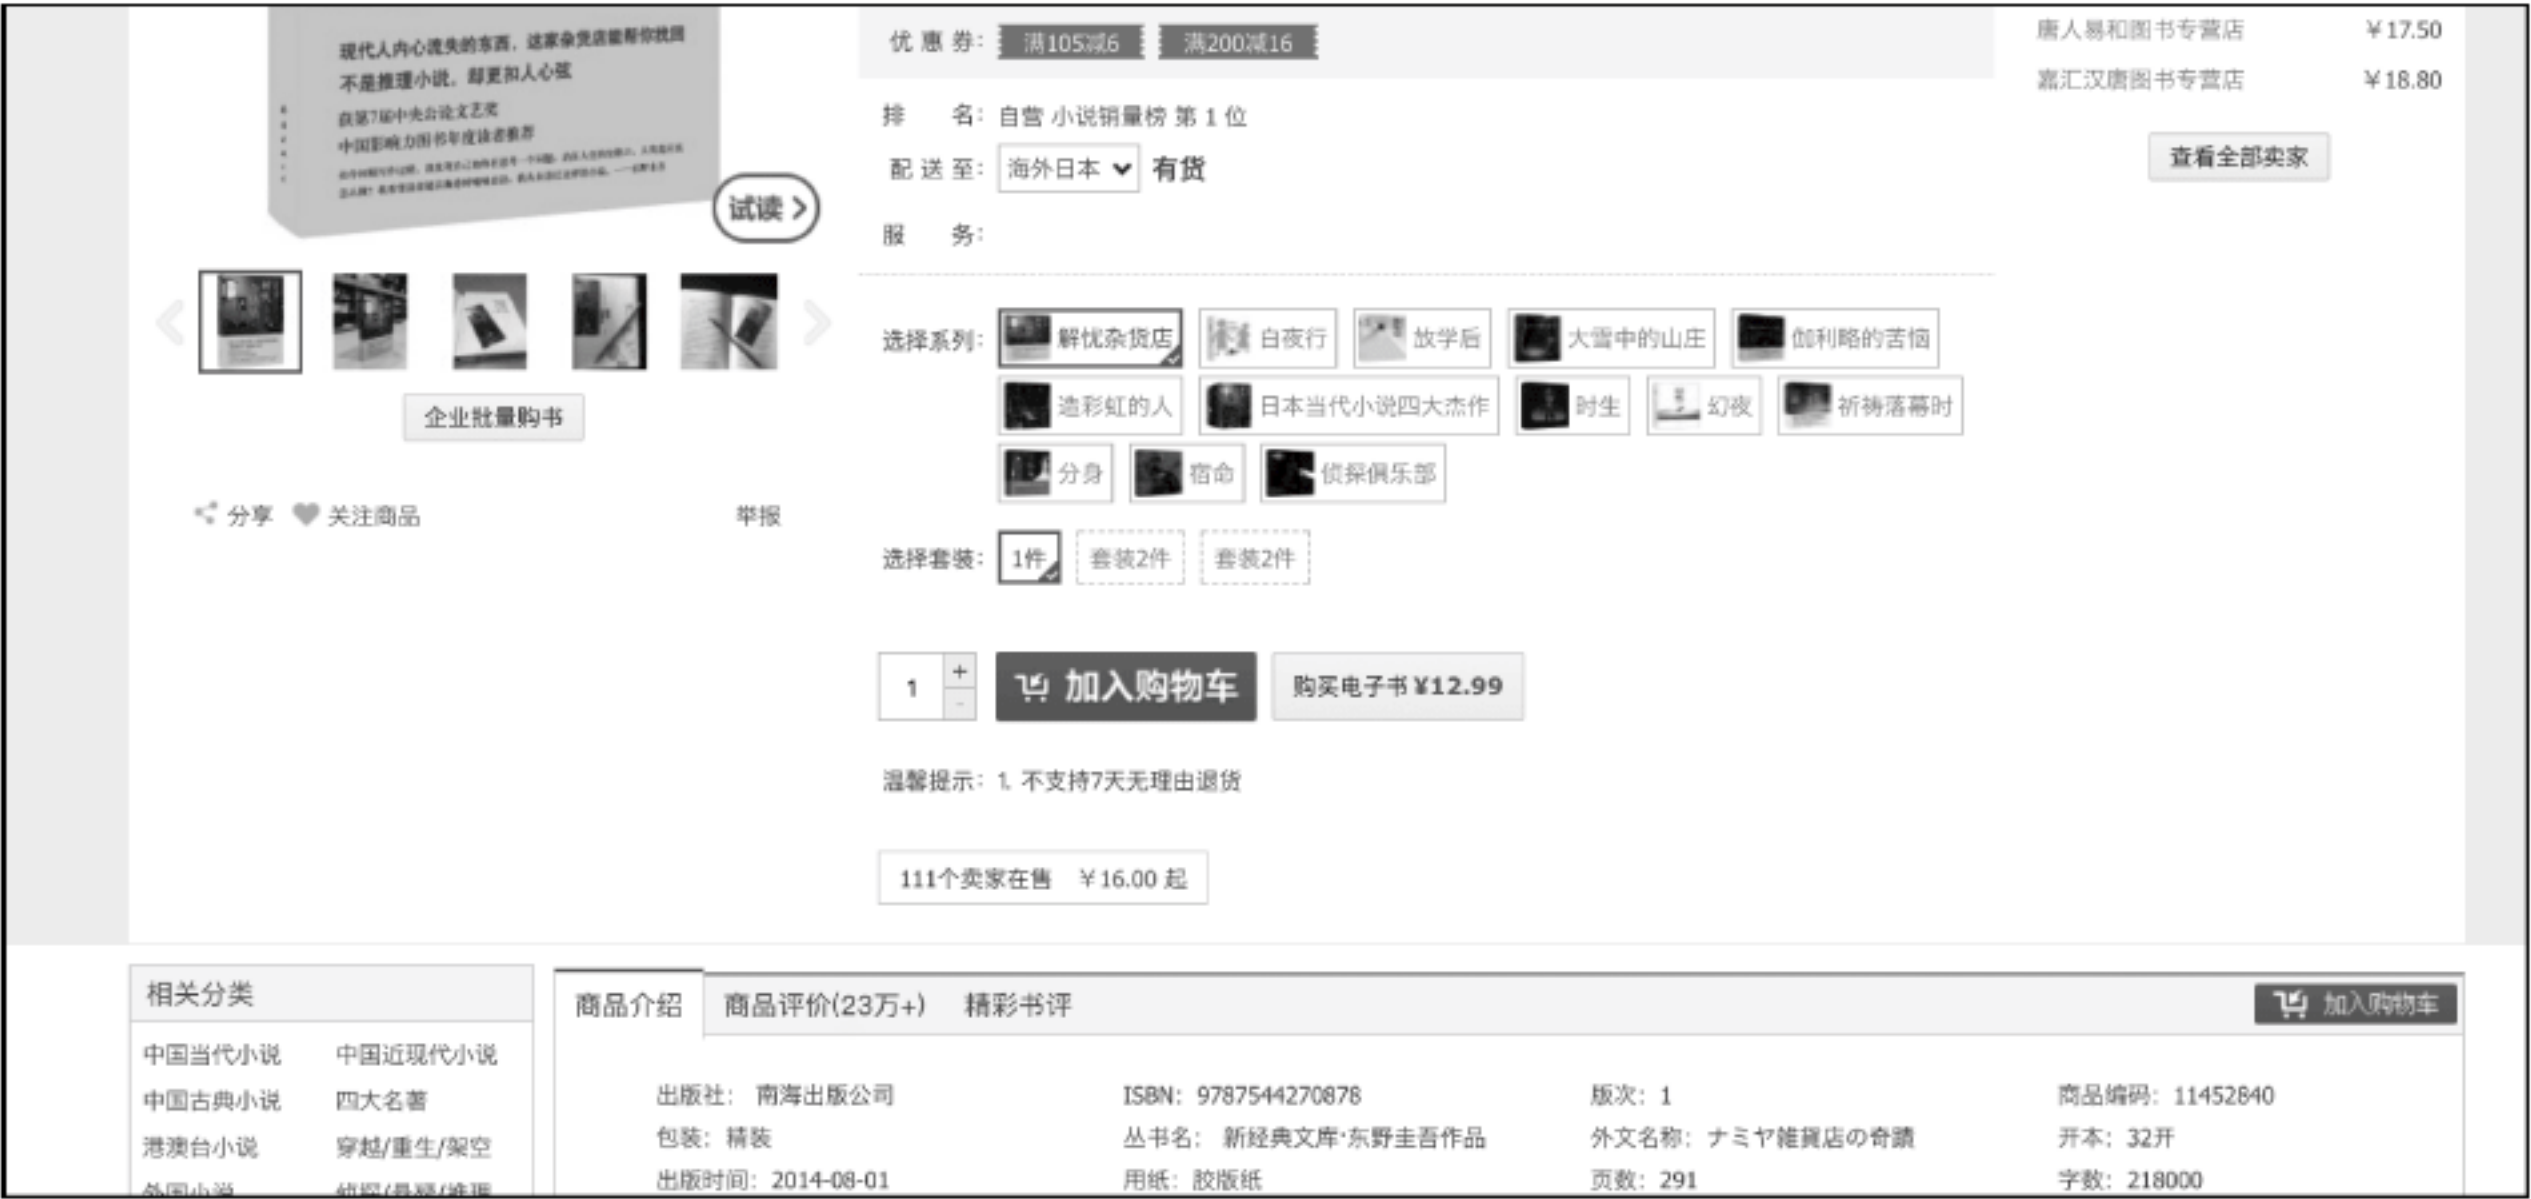 现代人内心流失的东西，这家杂货店能帮你找回
不是推理小说，却更扣人心弦
获第7届中央公论文艺奖
中国影响力图书年度读者推荐
试读
企业批量购书
分享 关注商品 举报
优惠券： 满105减6 满200减16
排名： 自营 小说销量榜 第 1 位
配送至： 海外日本 有货
服务：
选择系列： 解忧杂货店 白夜行 放学后 大雪中的山庄 伽利略的苦恼
造彩虹的人 日本当代小说四大杰作 时生 幻夜 祈祷落幕时
分身 宿命 侦探俱乐部
选择套装： 1件 套装2件 套装2件
1 + - 加入购物车 购买电子书 ¥12.99
温馨提示： 1. 不支持7天无理由退货
111个卖家在售 ￥16.00 起
唐人易和图书专营店 ￥17.50
嘉汇汉唐图书专营店 ￥18.80
查看全部卖家
相关分类
中国当代小说 中国近现代小说
中国古典小说 四大名著
港澳台小说 穿越/重生/架空
外国小说 侦探/悬疑/推理
商品介绍 商品评价(23万+) 精彩书评 加入购物车
出版社： 南海出版公司 ISBN：9787544270878 版次：1 商品编码：11452840
包装：精装 丛书名： 新经典文库·东野圭吾作品 外文名称：ナミヤ雑貨店の奇蹟 开本：32开
出版时间：2014-08-01 用纸：胶版纸 页数：291 字数：218000